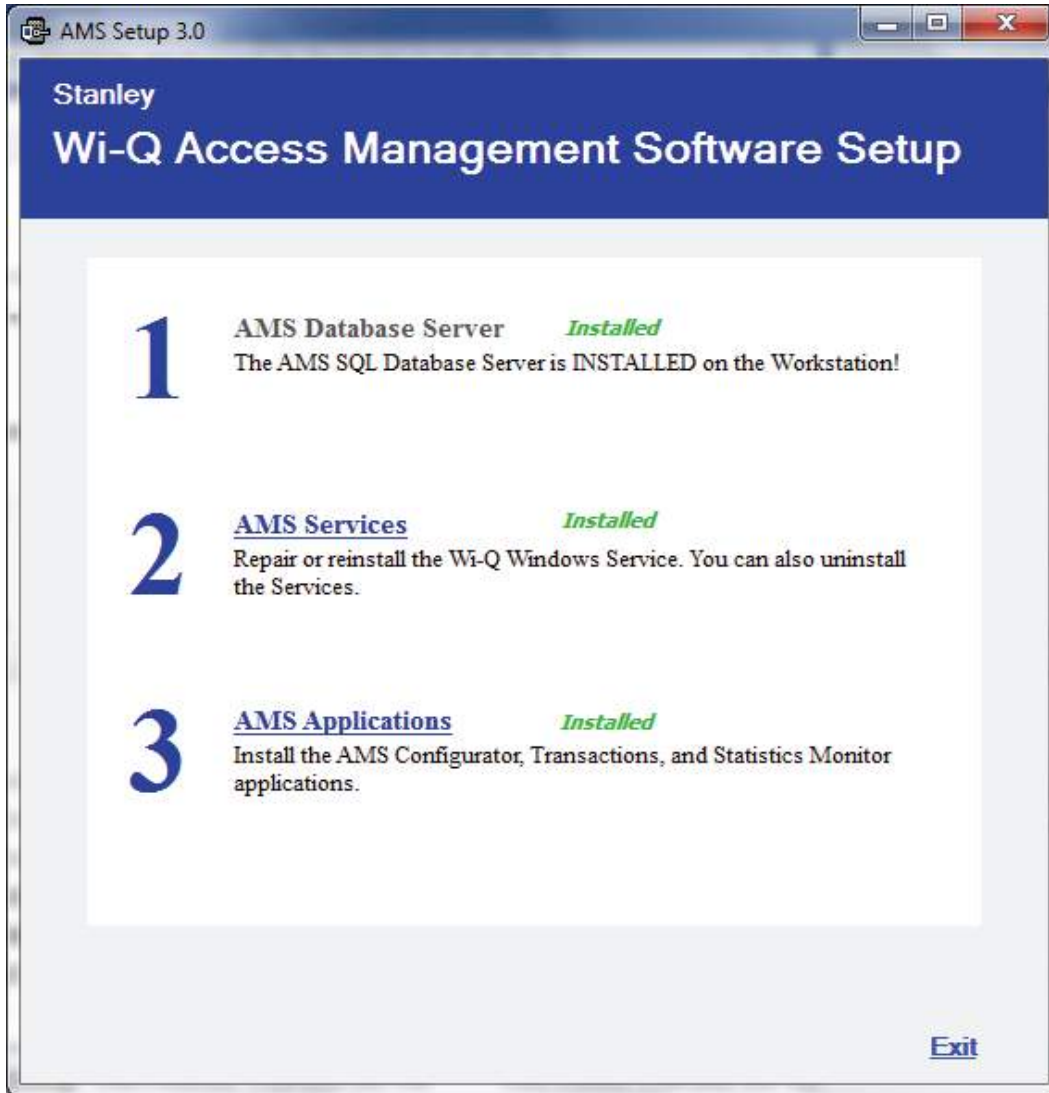 AMS Setup 3.0
Stanley
Wi-Q Access Management Software Setup
1
AMS Database Server Installed
The AMS SQL Database Server is INSTALLED on the Workstation!
2
AMS Services Installed
Repair or reinstall the Wi-Q Windows Service. You can also uninstall
the Services.
3
AMS Applications Installed
Install the AMS Configurator, Transactions, and Statistics Monitor
applications.
Exit